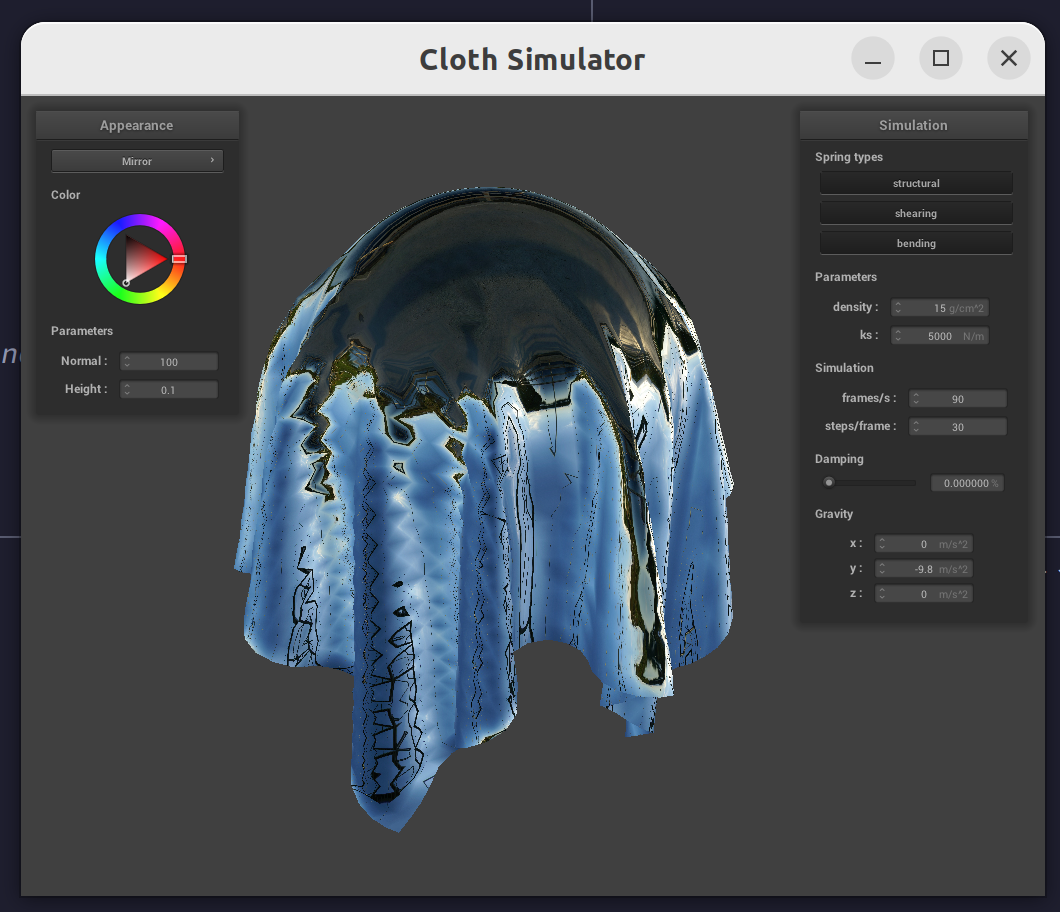 Cloth Simulator
Appearance
Mirror
Color
Parameters
Normal : 100
Height : 0.1
Simulation
Spring types
structural
shearing
bending
Parameters
density : 15 g/cm^2
ks : 5000 N/m
Simulation
frames/s : 90
steps/frame : 30
Damping
0.000000 %
Gravity
x : 0 m/s^2
y : -9.8 m/s^2
z : 0 m/s^2